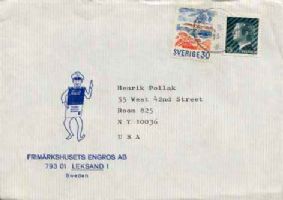 SVERIGE 30
Henrik Pollak
55 West 42nd Street
Room 825
NY 10036
U S A
FRIMÄRKSHUSETS ENGROS AB
793 01 LEKSAND 1
Sweden